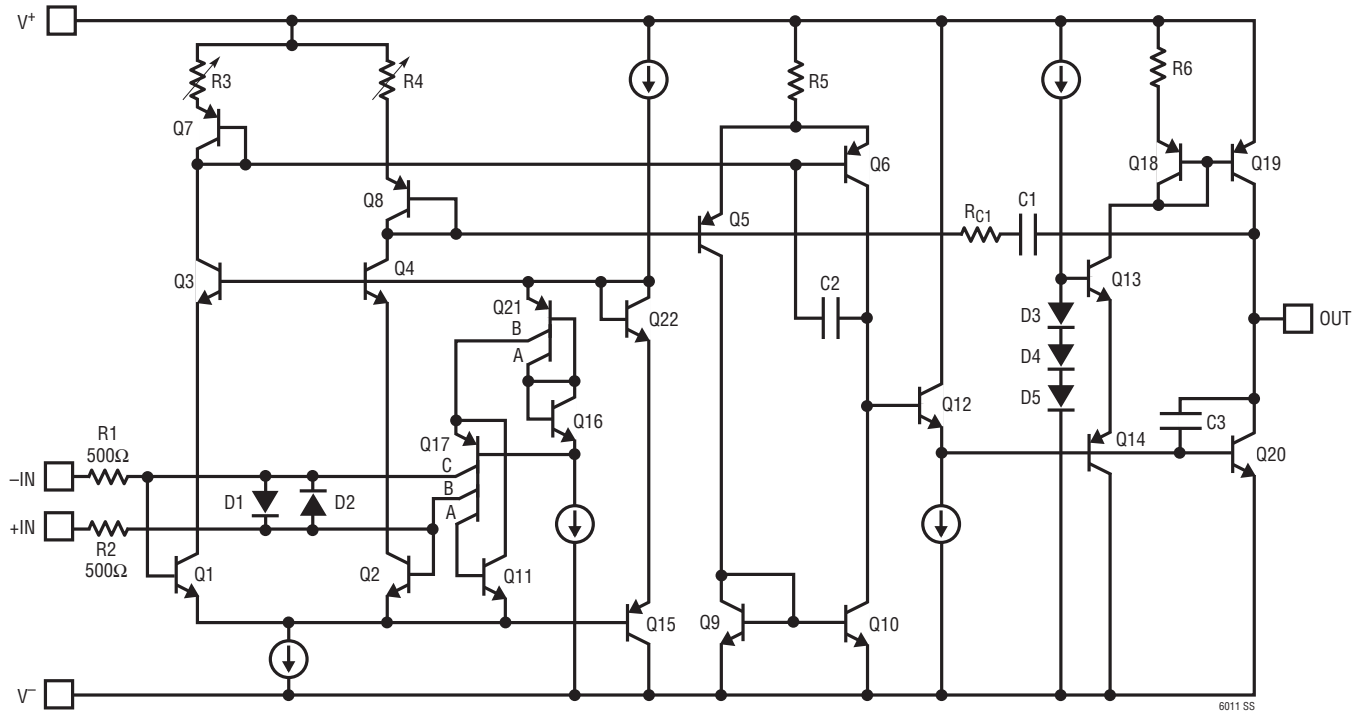 V+
R3
R4
R5
R6
Q7
Q6
Q18
Q19
Q8
Q5
RC1
C1
Q3
Q4
Q21
B
A
Q22
C2
Q13
D3
D4
D5
OUT
Q16
Q12
C3
R1
500Ω
Q17
C
B
A
Q14
Q20
–IN
D1
D2
+IN
R2
500Ω
Q1
Q2
Q11
Q15
Q9
Q10
V–
6011 SS